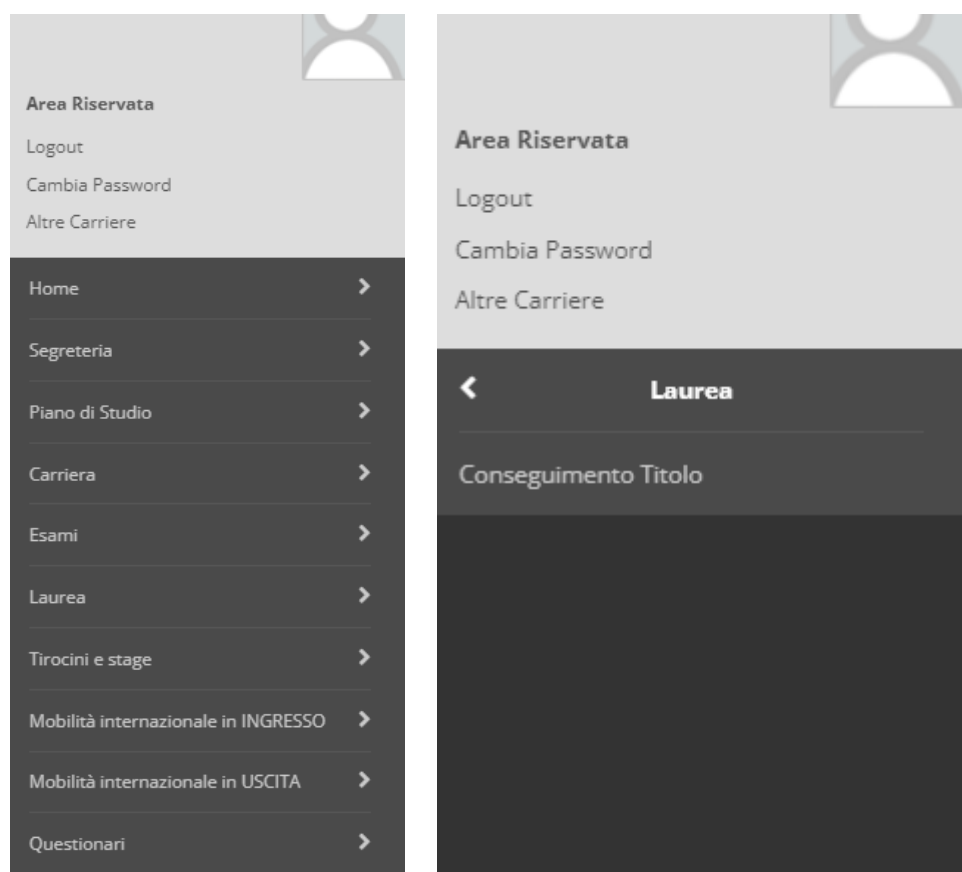 Area Riservata
Logout
Cambia Password
Altre Carriere
Home
Segreteria
Piano di Studio
Carriera
Esami
Laurea
Tirocini e stage
Mobilità internazionale in INGRESSO
Mobilità internazionale in USCITA
Questionari
Area Riservata
Logout
Cambia Password
Altre Carriere
Laurea
Conseguimento Titolo